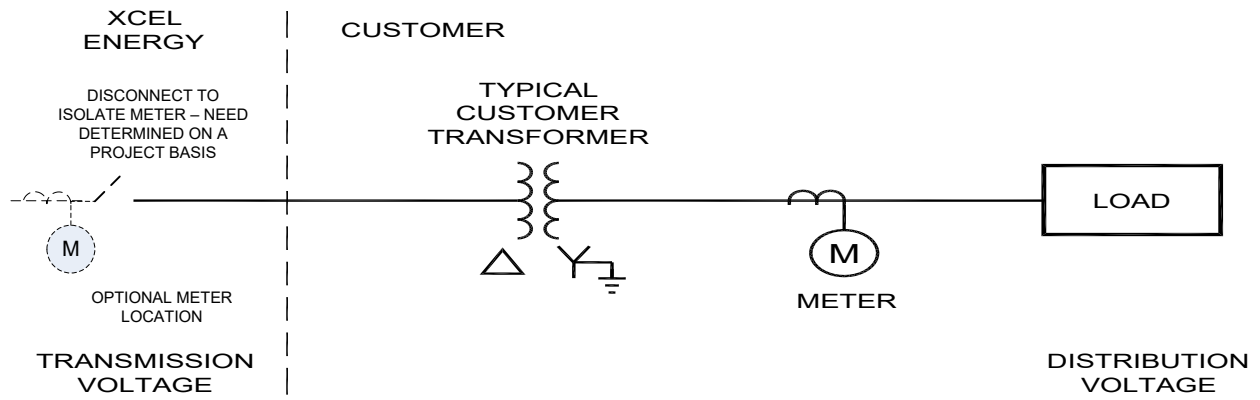 XCEL
ENERGY
CUSTOMER
DISCONNECT TO
ISOLATE METER – NEED
DETERMINED ON A
PROJECT BASIS
TYPICAL
CUSTOMER
TRANSFORMER
LOAD
M
M
OPTIONAL METER
LOCATION
METER
TRANSMISSION
VOLTAGE
DISTRIBUTION
VOLTAGE